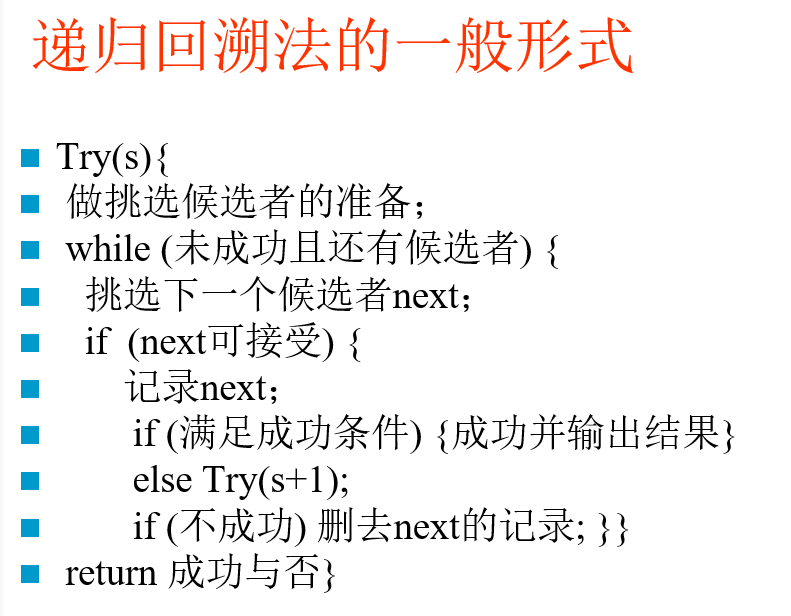 递归回溯法的一般形式
Try(s){
做挑选候选者的准备；
while (未成功且还有候选者) {
挑选下一个候选者next；
if (next可接受) {
记录next；
if (满足成功条件) {成功并输出结果}
else Try(s+1);
if (不成功) 删去next的记录; }}
return 成功与否}